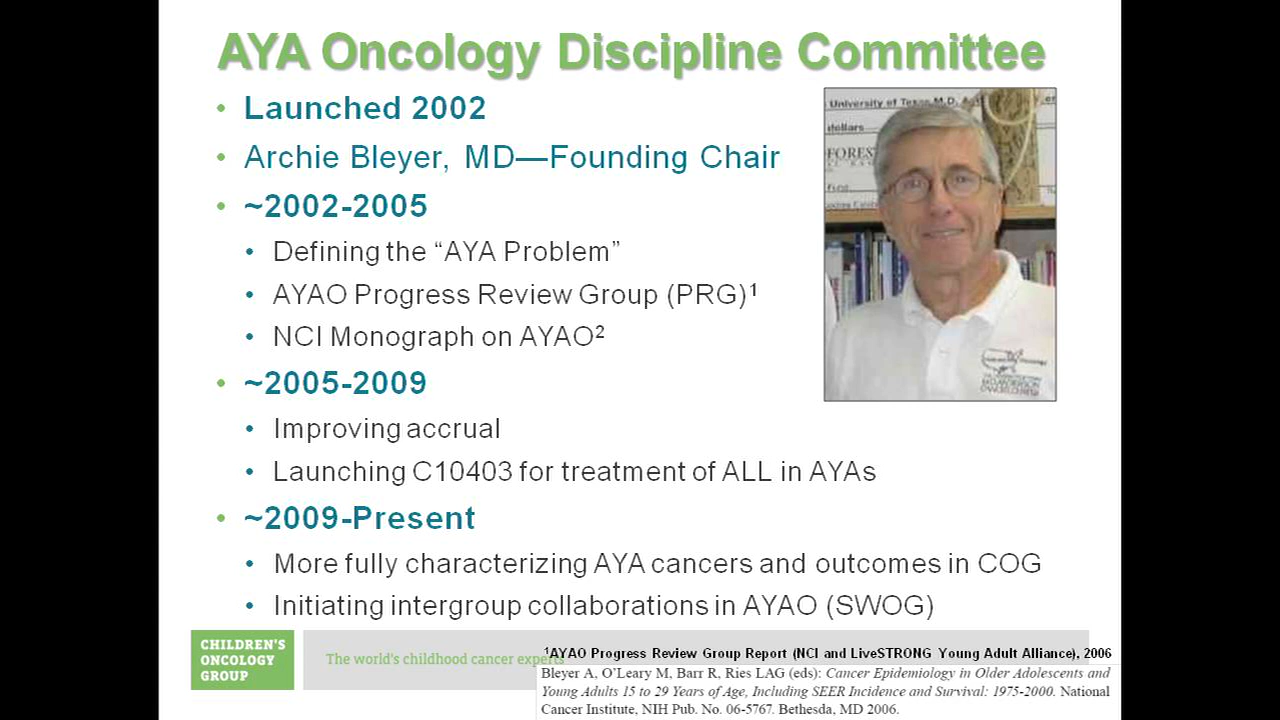 AYA Oncology Discipline Committee
• Launched 2002
• Archie Bleyer, MD—Founding Chair
• ~2002-2005
• Defining the “AYA Problem”
• AYAO Progress Review Group (PRG)¹
• NCI Monograph on AYAO²
• ~2005-2009
• Improving accrual
• Launching C10403 for treatment of ALL in AYAs
• ~2009-Present
• More fully characterizing AYA cancers and outcomes in COG
• Initiating intergroup collaborations in AYAO (SWOG)
University of Texas M.D.
dollars
FORES
CHILDREN'S
ONCOLOGY
GROUP
The world's childhood cancer experts
¹AYAO Progress Review Group Report (NCI and LiveSTRONG Young Adult Alliance), 2006
Bleyer A, O’Leary M, Barr R, Ries LAG (eds): Cancer Epidemiology in Older Adolescents and
Young Adults 15 to 29 Years of Age, Including SEER Incidence and Survival: 1975-2000. National
Cancer Institute, NIH Pub. No. 06-5767. Bethesda, MD 2006.